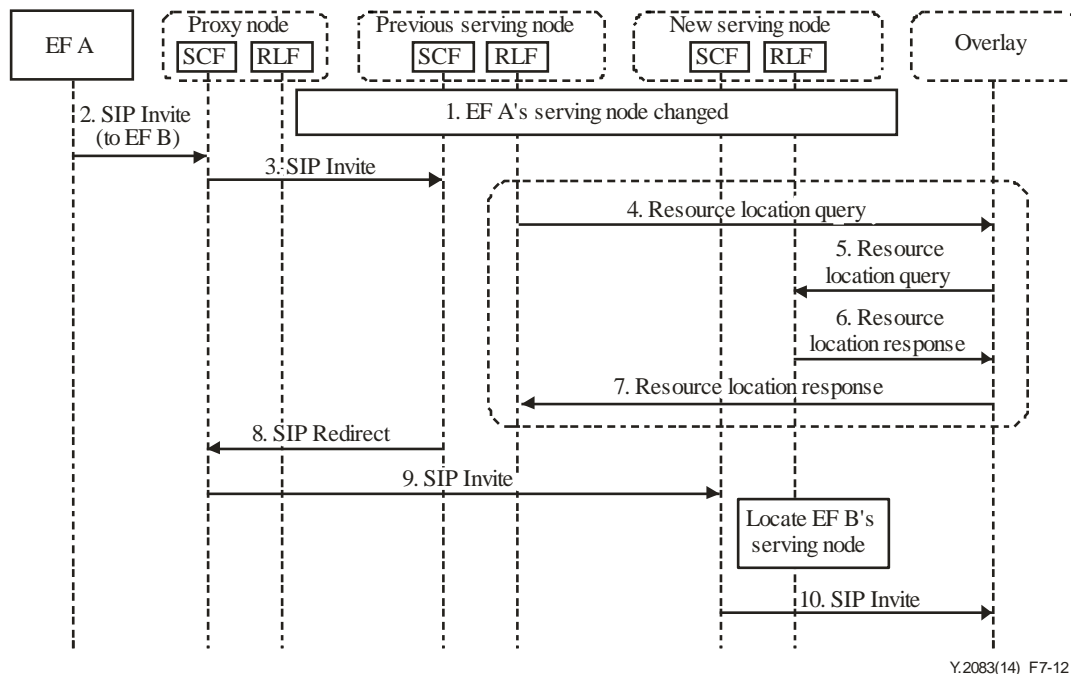 EF A
Proxy node
SCF RLF
Previous serving node
SCF RLF
New serving node
SCF RLF
Overlay
1. EF A's serving node changed
2. SIP Invite
(to EF B)
3. SIP Invite
4. Resource location query
5. Resource
location query
6. Resource
location response
7. Resource location response
8. SIP Redirect
9. SIP Invite
Locate EF B's
serving node
10. SIP Invite
Y.2083(14)_F7-12